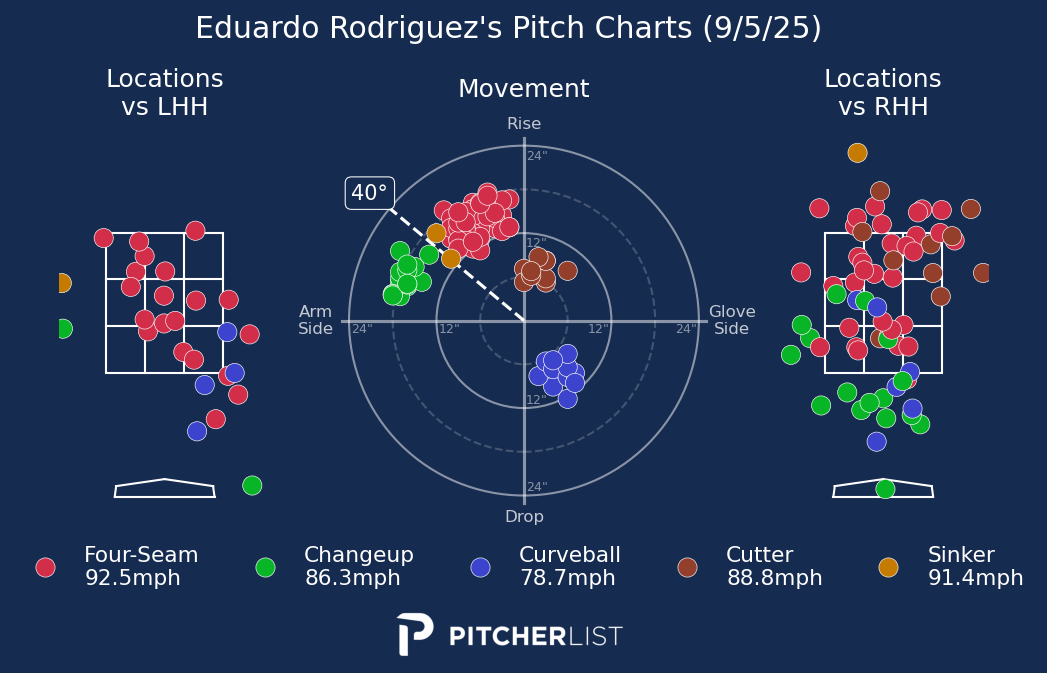 Eduardo Rodriguez's Pitch Charts (9/5/25)
Locations
vs LHH
Movement
Locations
vs RHH
Rise
24"
40°
12"
Arm
Side
24"
12"
12"
24"
Glove
Side
12"
24"
Drop
Four-Seam
92.5mph
Changeup
86.3mph
Curveball
78.7mph
Cutter
88.8mph
Sinker
91.4mph
PITCHERLIST